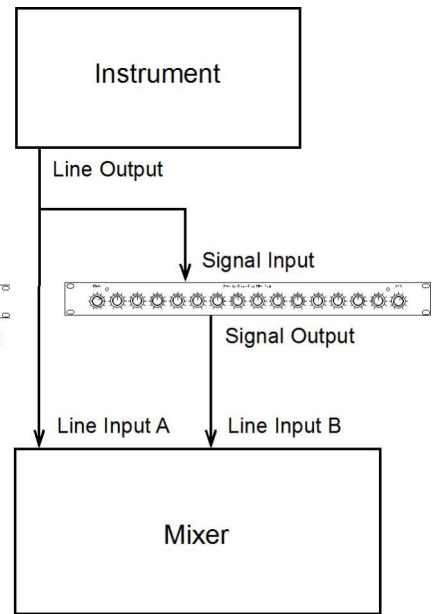 Instrument
Line Output
Signal Input
Signal Output
Line Input A
Line Input B
Mixer